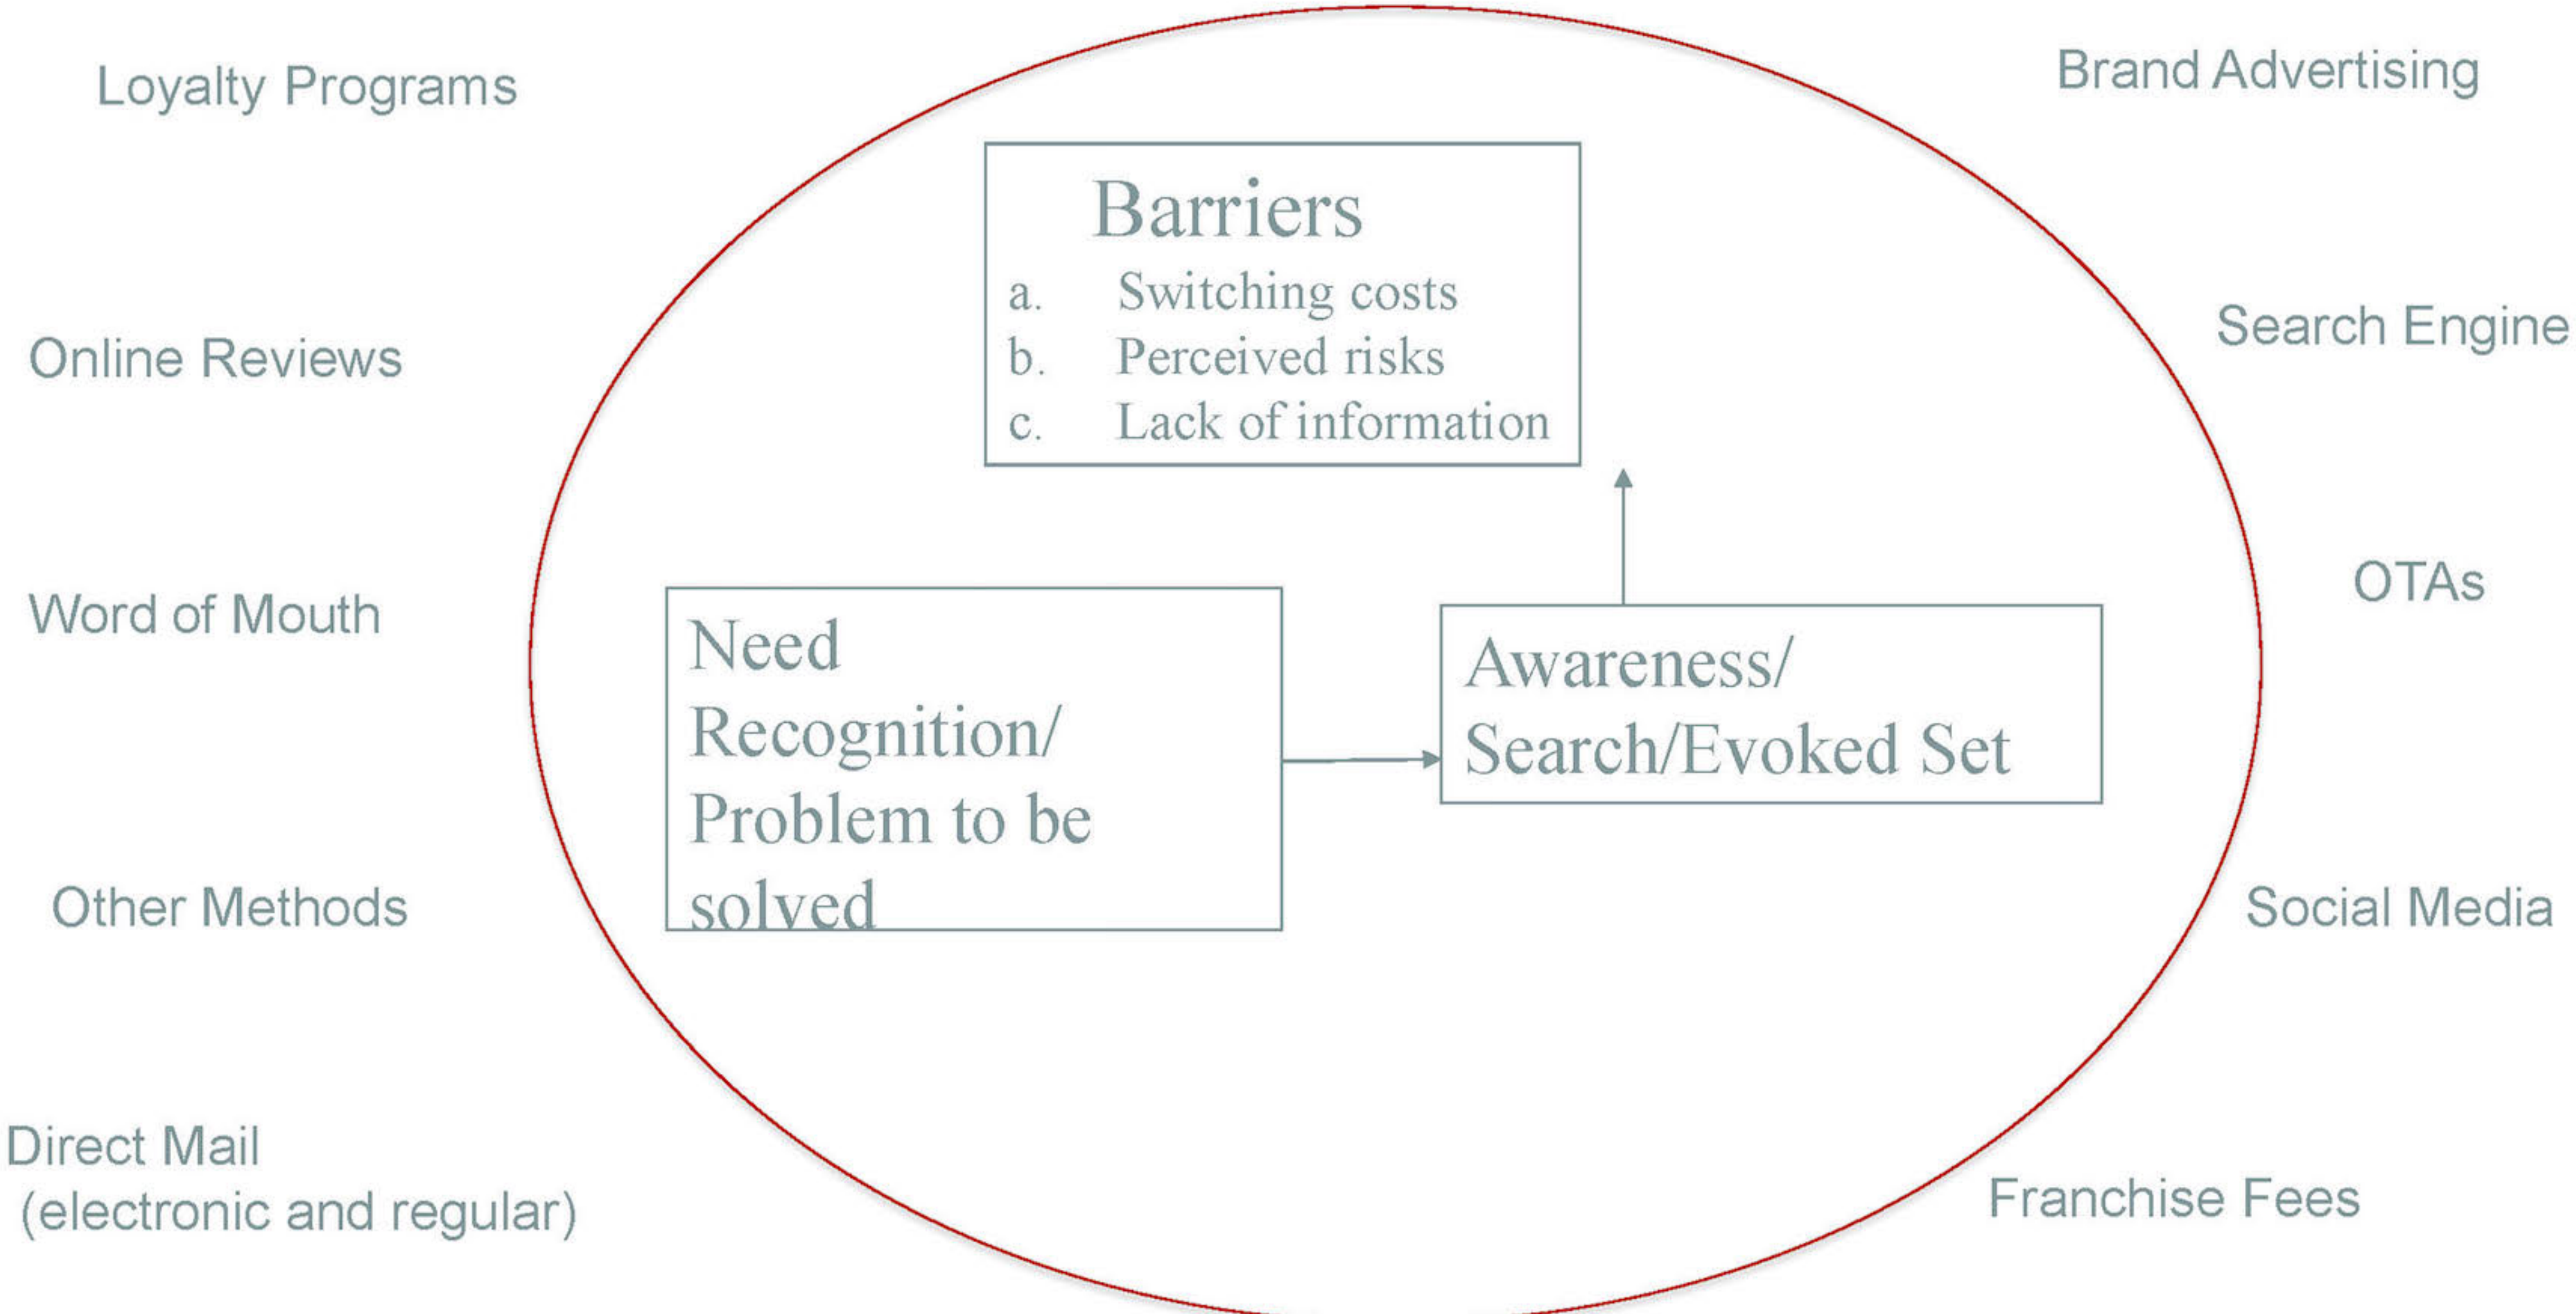 Loyalty Programs
Brand Advertising
Barriers
a. Switching costs
b. Perceived risks
c. Lack of information
Online Reviews
Search Engine
Word of Mouth
OTAs
Need
Recognition/
Problem to be
solved
Awareness/
Search/Evoked Set
Other Methods
Social Media
Direct Mail
(electronic and regular)
Franchise Fees